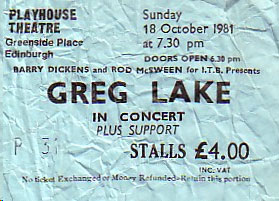 PLAYHOUSE
THEATRE
Greenside Place
Edinburgh
Sunday
18 October 1981
at 7.30 pm
DOORS OPEN 6.30 pm
BARRY DICKENS and ROD McSWEEN for I.T.B. Presents
GREG LAKE
IN CONCERT
PLUS SUPPORT
P 31
STALLS £4.00
INC. VAT
No ticket Exchanged or Money Refunded-Retain this portion